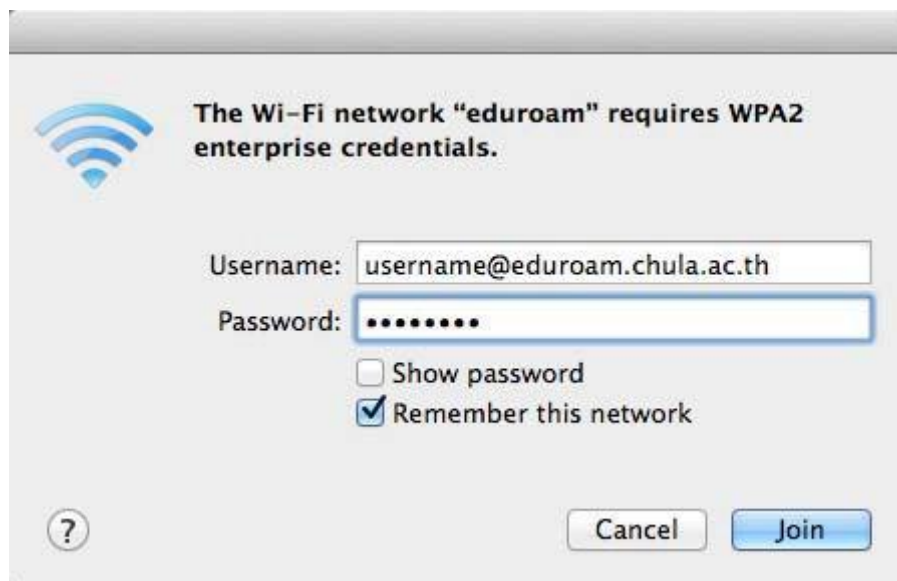 The Wi-Fi network “eduroam” requires WPA2
enterprise credentials.
Username: username@eduroam.chula.ac.th
Password: ••••••••
Show password
Remember this network
? Cancel Join